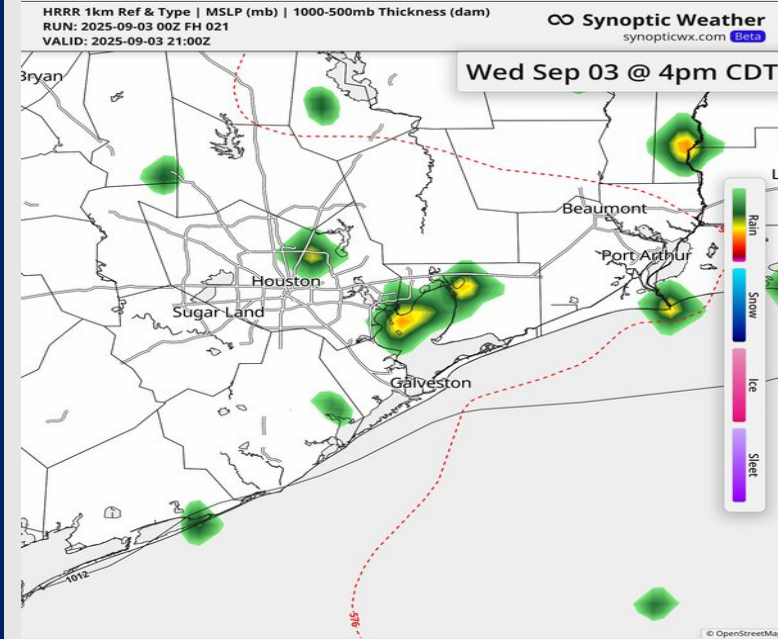 HRRR 1km Ref & Type | MSLP (mb) | 1000-500mb Thickness (dam)
RUN: 2025-09-03 00Z FH 021
VALID: 2025-09-03 21:00Z
Synoptic Weather
synopticwx.com Beta
Wed Sep 03 @ 4pm CDT
Bryan
Beaumont
Port Arthur
Houston
Sugar Land
Galveston
Rain
Snow
Ice
Sleet
1012
576
© OpenStreetMa